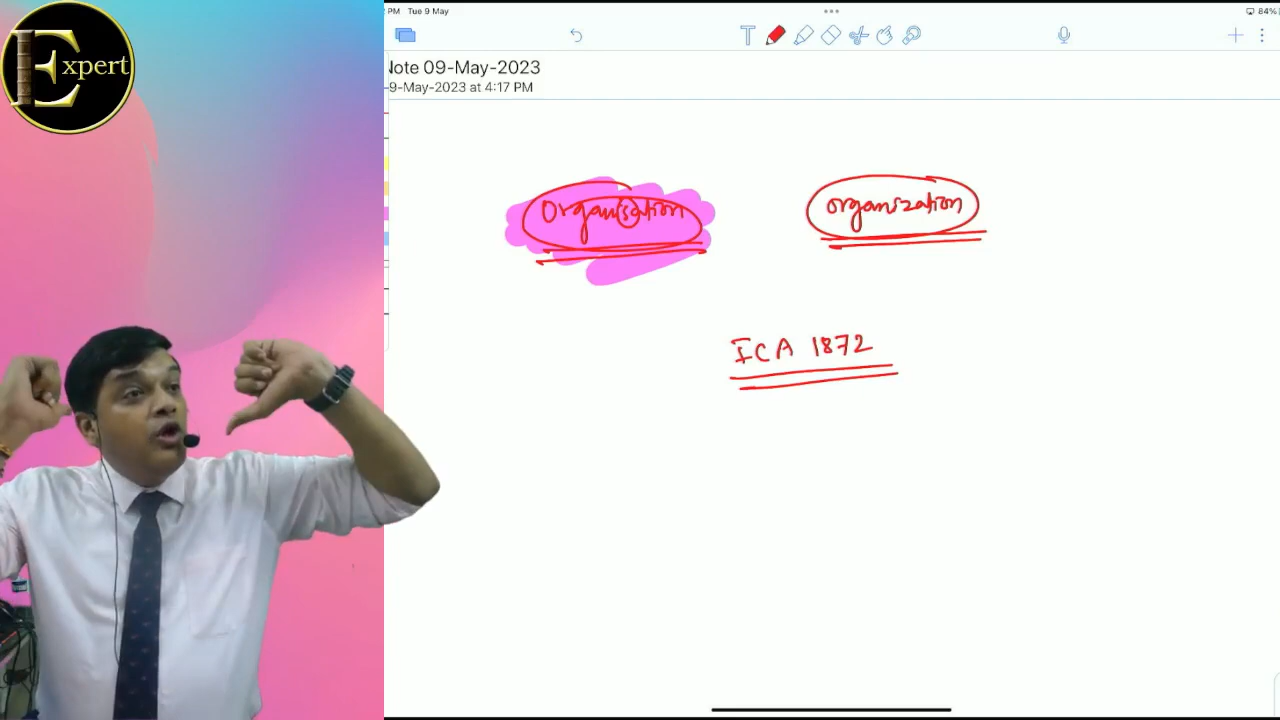 Expert
PM Tue 9 May
84%
Note 09-May-2023
9-May-2023 at 4:17 PM
Organisation
organization
ICA 1872